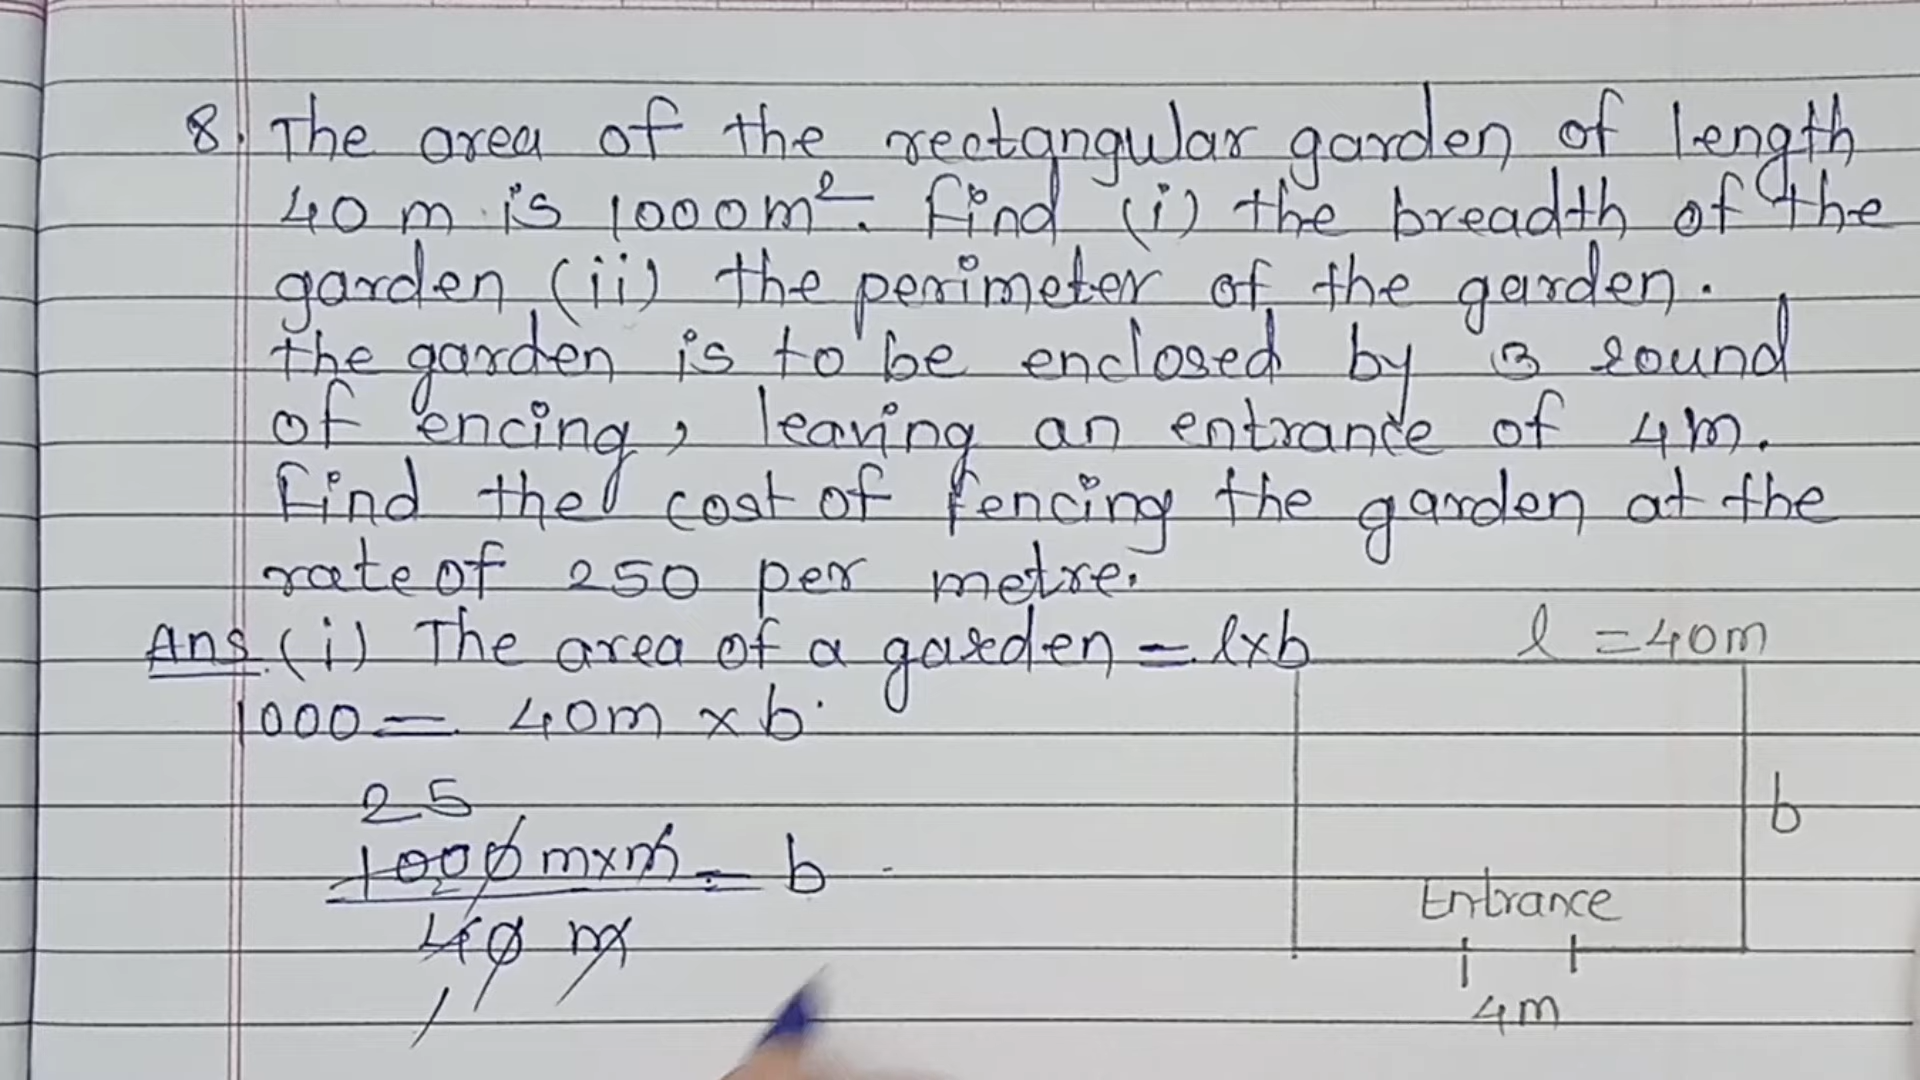 8. The area of the rectangular garden of length
40 m is 1000m². Find (i) the breadth of the
garden (ii) the perimeter of the garden.
the garden is to be enclosed by 3 round
of encing, leaving an entrance of 4m.
Find the cost of fencing the garden at the
rate of 250 per metre.
Ans. (i) The area of a garden = l×b
l = 40m
1000 = 40m × b
25
1000 m×m = b
40 m
b
Entrance
4m